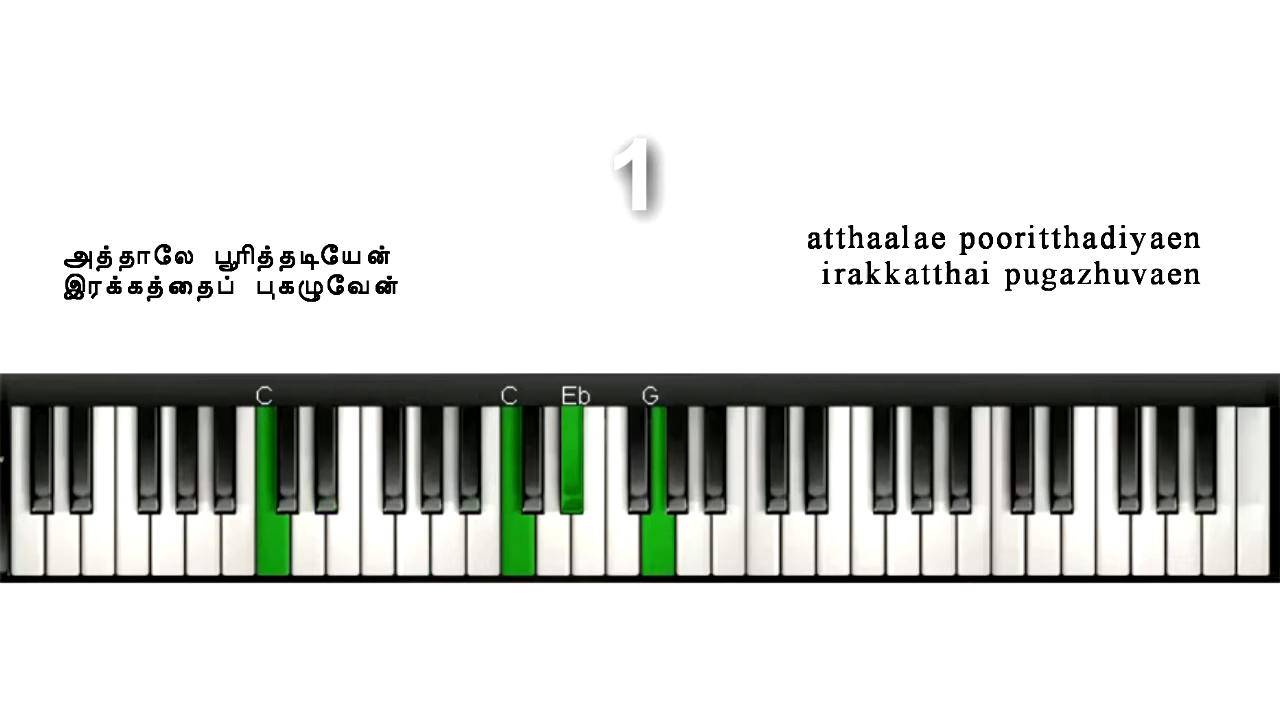 1
அத்தாலே பூரித்தடியேன்
இரக்கத்தைப் புகழுவேன்
atthaalae pooritthadiyaen
irakkatthai pugazhuvaen
C C Eb G